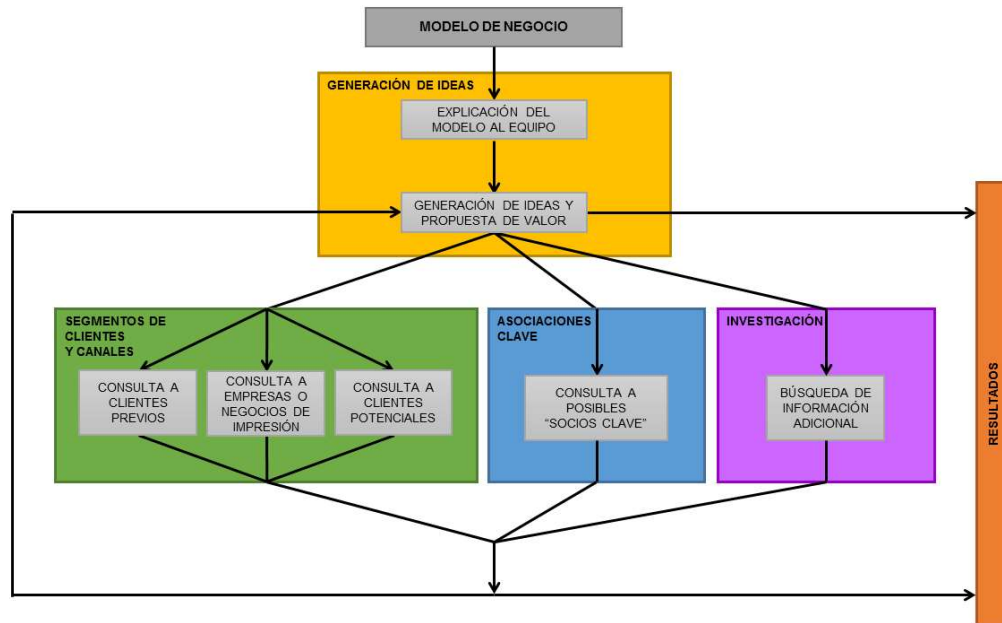 MODELO DE NEGOCIO
GENERACIÓN DE IDEAS
EXPLICACIÓN DEL
MODELO AL EQUIPO
GENERACIÓN DE IDEAS Y
PROPUESTA DE VALOR
SEGMENTOS DE
CLIENTES
Y CANALES
CONSULTA A
CLIENTES
PREVIOS
CONSULTA A
EMPRESAS O
NEGOCIOS DE
IMPRESIÓN
CONSULTA A
CLIENTES
POTENCIALES
ASOCIACIONES
CLAVE
CONSULTA A
POSIBLES
“SOCIOS CLAVE”
INVESTIGACIÓN
BÚSQUEDA DE
INFORMACIÓN
ADICIONAL
RESULTADOS